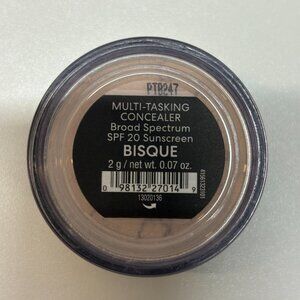 PT8247
MULTI-TASKING
CONCEALER
Broad Spectrum
SPF 20 Sunscreen
BISQUE
2 g / net wt. 0.07 oz.
0 98132 27014 9
13020136